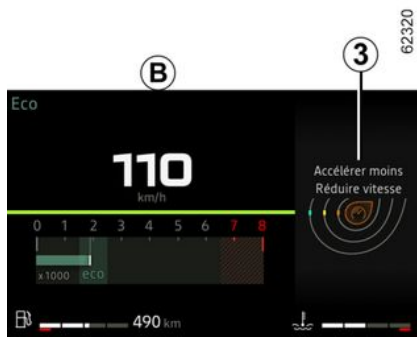 62320
B
3
Eco
110
km/h
Accélérer moins
Réduire vitesse
0 1 2 3 4 5 6 7 8
x1000 eco
490 km